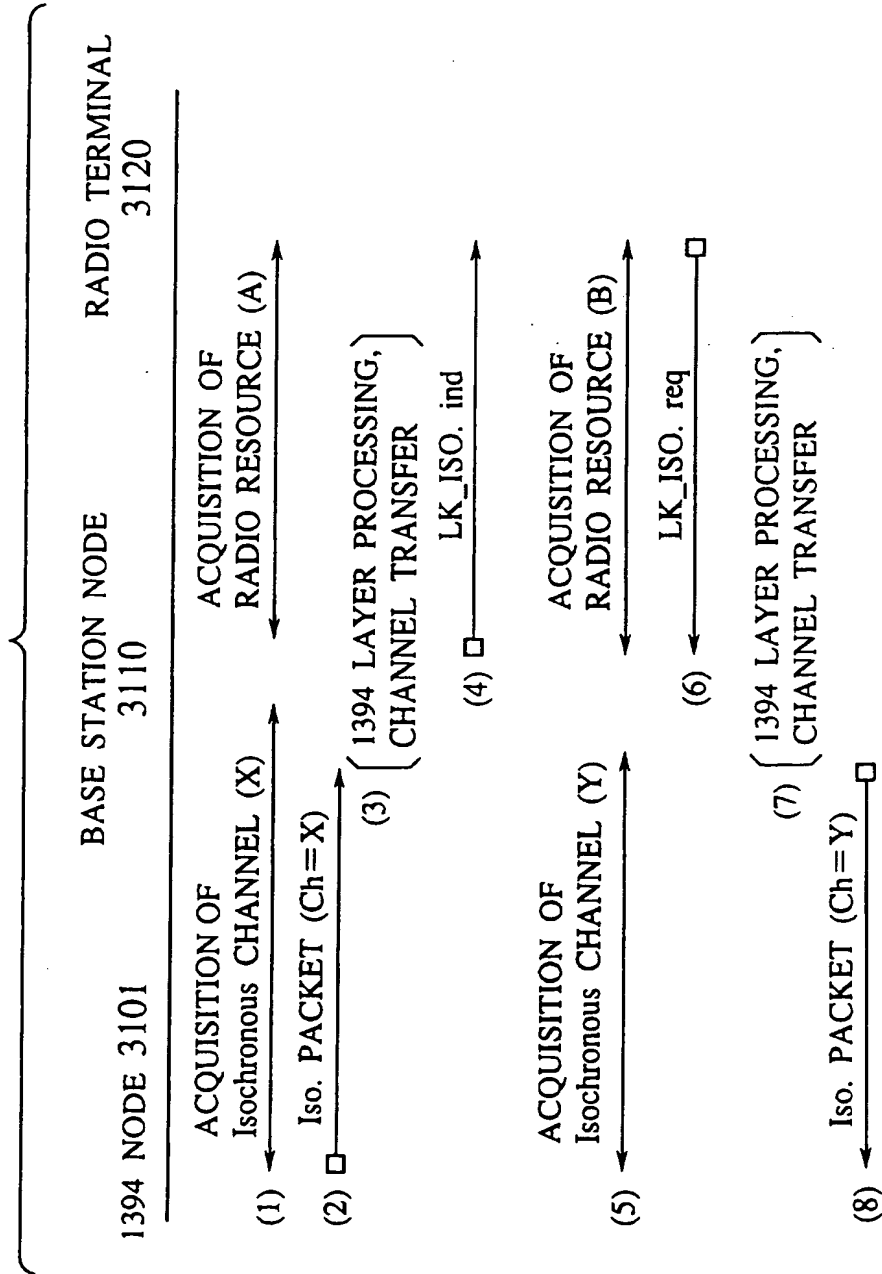 1394 NODE 3101
BASE STATION NODE
3110
RADIO TERMINAL
3120
(1)
ACQUISITION OF
Isochronous CHANNEL (X)
ACQUISITION OF
RADIO RESOURCE (A)
(2)
Iso. PACKET (Ch=X)
(3)
1394 LAYER PROCESSING,
CHANNEL TRANSFER
(4)
LK_ISO. ind
(5)
ACQUISITION OF
Isochronous CHANNEL (Y)
ACQUISITION OF
RADIO RESOURCE (B)
(6)
LK_ISO. req
(7)
1394 LAYER PROCESSING,
CHANNEL TRANSFER
(8)
Iso. PACKET (Ch=Y)